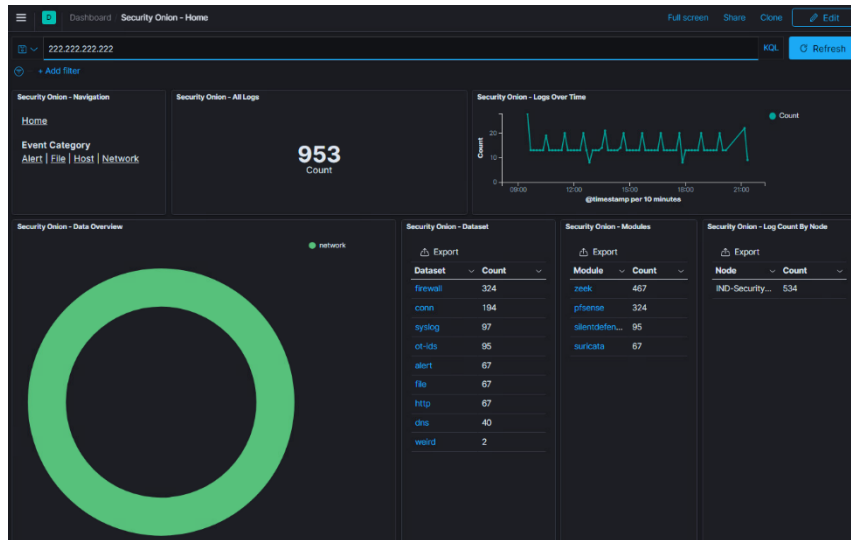 D Dashboard Security Onion - Home Full screen Share Clone Edit
222.222.222.222 KQL Refresh
+ Add filter
Security Onion - Navigation
Home
Event Category
Alert | File | Host | Network
Security Onion - All Logs
953
Count
Security Onion - Logs Over Time
Count
Count
20
10
0
09:00 12:00 15:00 18:00 21:00
@timestamp per 10 minutes
Security Onion - Data Overview
network
Security Onion - Dataset
Export
Dataset Count
firewall 324
conn 194
syslog 97
ot-ids 95
alert 67
file 67
http 67
dns 40
weird 2
Security Onion - Modules
Export
Module Count
zeek 467
pfsense 324
silentdefen... 95
suricata 67
Security Onion - Log Count By Node
Export
Node Count
IND-Security... 534